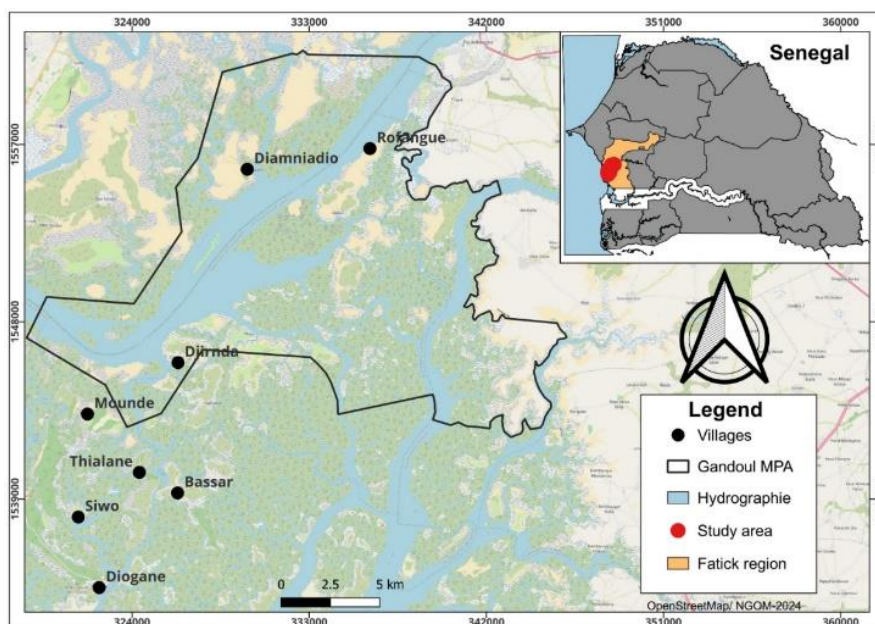 324000 333000 342000 351000 360000
Senegal
1557000
Rofangue
Diamniadio
1548000
Djirnda
Mounde
Legend
Villages
Thialane
Gandoul MPA
Bassar
1539000
Hydrographie
Siwo
Study area
Diogane
Fatick region
0 2.5 5 km
OpenStreetMap/ NGOM-2024
324000 333000 342000 351000 360000